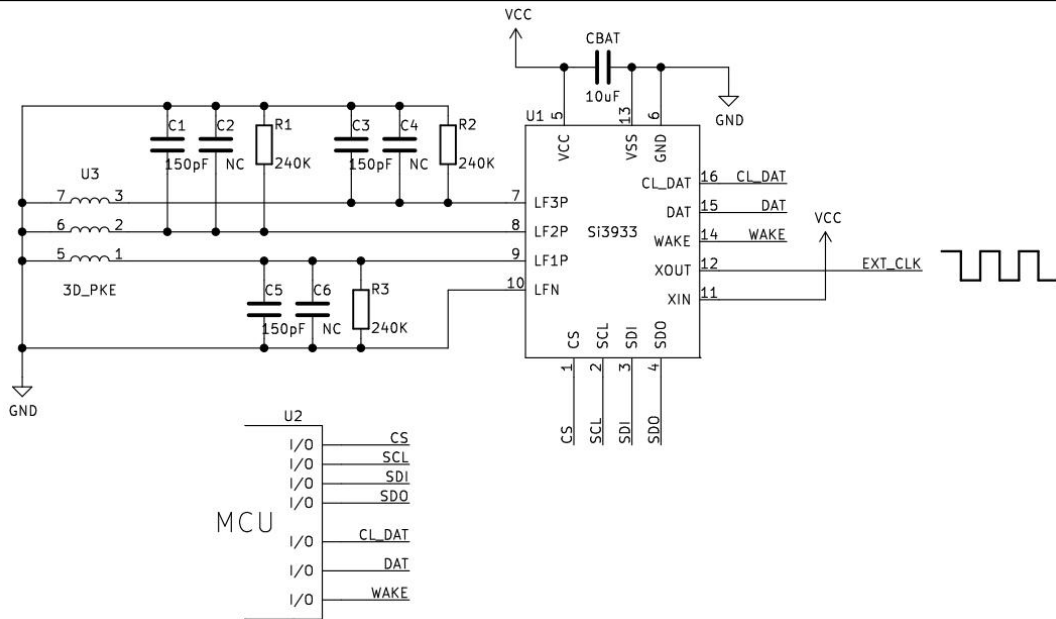 VCC
CBAT
10uF
GND
U1
5
13
6
VCC
VSS
GND
C1
150pF
C2
NC
R1
240K
C3
150pF
C4
NC
R2
240K
U3
7 3
6 2
5 1
3D_PKE
7 LF3P
8 LF2P
9 LF1P
10 LFN
Si3933
CL_DAT 16 CL_DAT
DAT 15 DAT
WAKE 14 WAKE
XOUT 12 EXT_CLK
XIN 11
VCC
C5
150pF
C6
NC
R3
240K
GND
CS
SCL
SDI
SDO
1
2
3
4
CS
SCL
SDI
SDO
U2
MCU
I/O CS
I/O SCL
I/O SDI
I/O SDO
I/O CL_DAT
I/O DAT
I/O WAKE